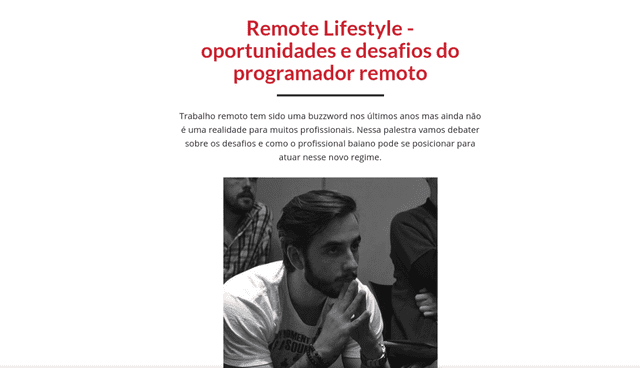 Remote Lifestyle -
oportunidades e desafios do
programador remoto
Trabalho remoto tem sido uma buzzword nos últimos anos mas ainda não
é uma realidade para muitos profissionais. Nessa palestra vamos debater
sobre os desafios e como o profissional baiano pode se posicionar para
atuar nesse novo regime.